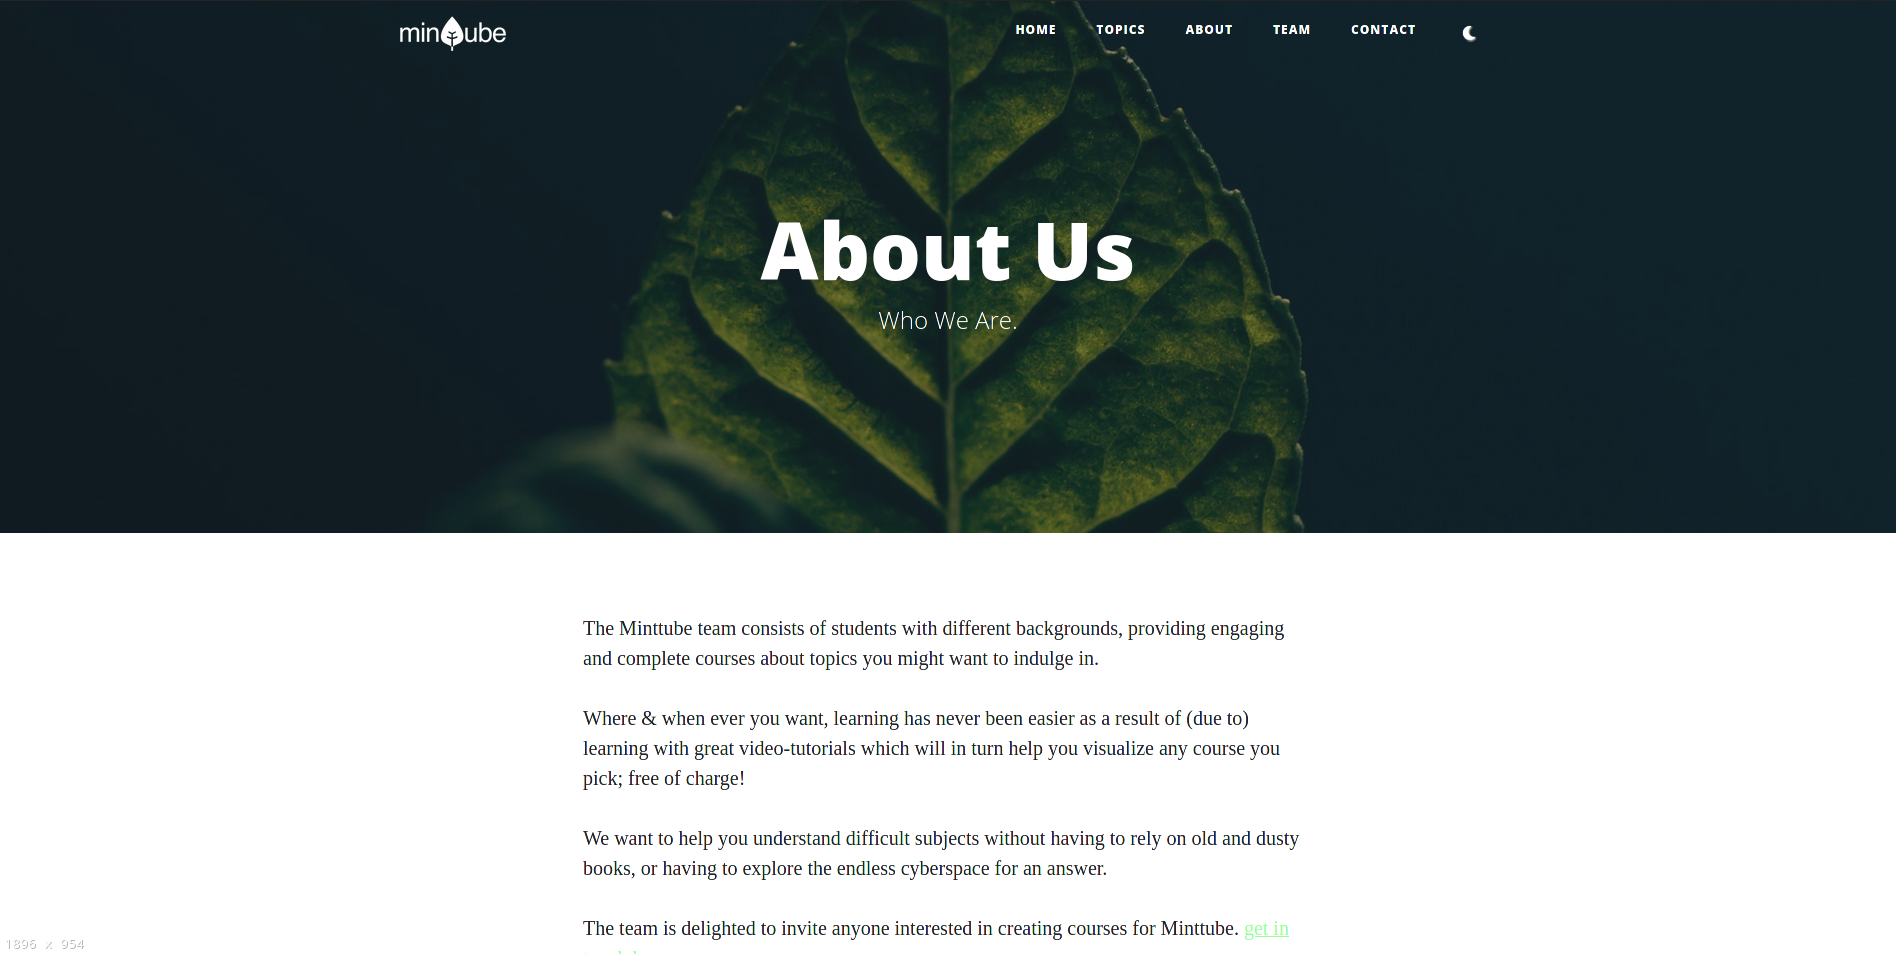 mintube
HOME TOPICS ABOUT TEAM CONTACT
About Us
Who We Are.
The Minttube team consists of students with different backgrounds, providing engaging
and complete courses about topics you might want to indulge in.
Where & when ever you want, learning has never been easier as a result of (due to)
learning with great video-tutorials which will in turn help you visualize any course you
pick; free of charge!
We want to help you understand difficult subjects without having to rely on old and dusty
books, or having to explore the endless cyberspace for an answer.
The team is delighted to invite anyone interested in creating courses for Minttube. get in
1896 x 954